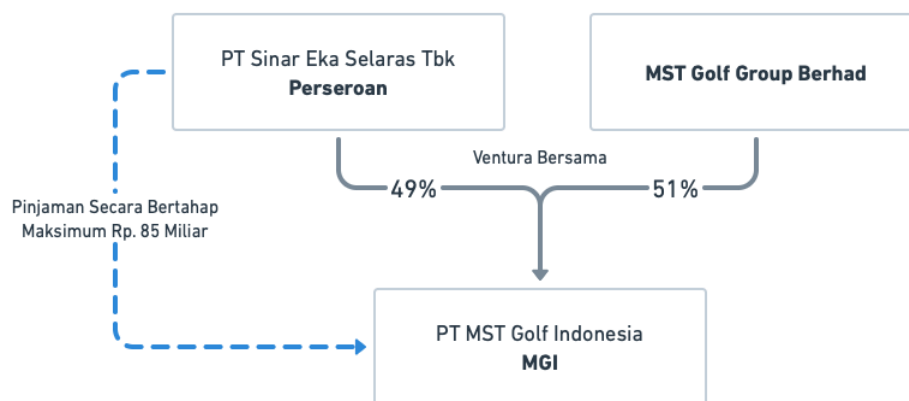 PT Sinar Eka Selaras Tbk
Perseroan
MST Golf Group Berhad
Ventura Bersama
49%
51%
Pinjaman Secara Bertahap
Maksimum Rp. 85 Miliar
PT MST Golf Indonesia
MGI